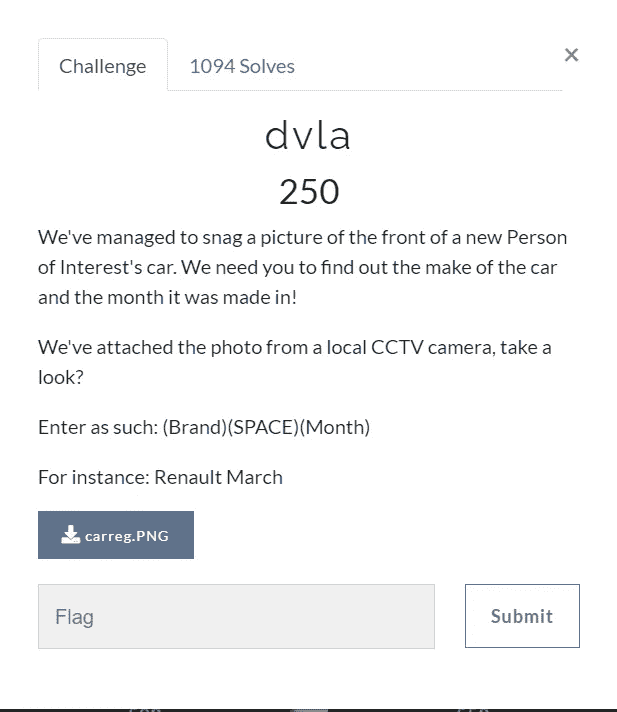 Challenge
1094 Solves
×
dvla
250
We've managed to snag a picture of the front of a new Person
of Interest's car. We need you to find out the make of the car
and the month it was made in!
We've attached the photo from a local CCTV camera, take a
look?
Enter as such: (Brand)(SPACE)(Month)
For instance: Renault March
carreg.PNG
Flag
Submit